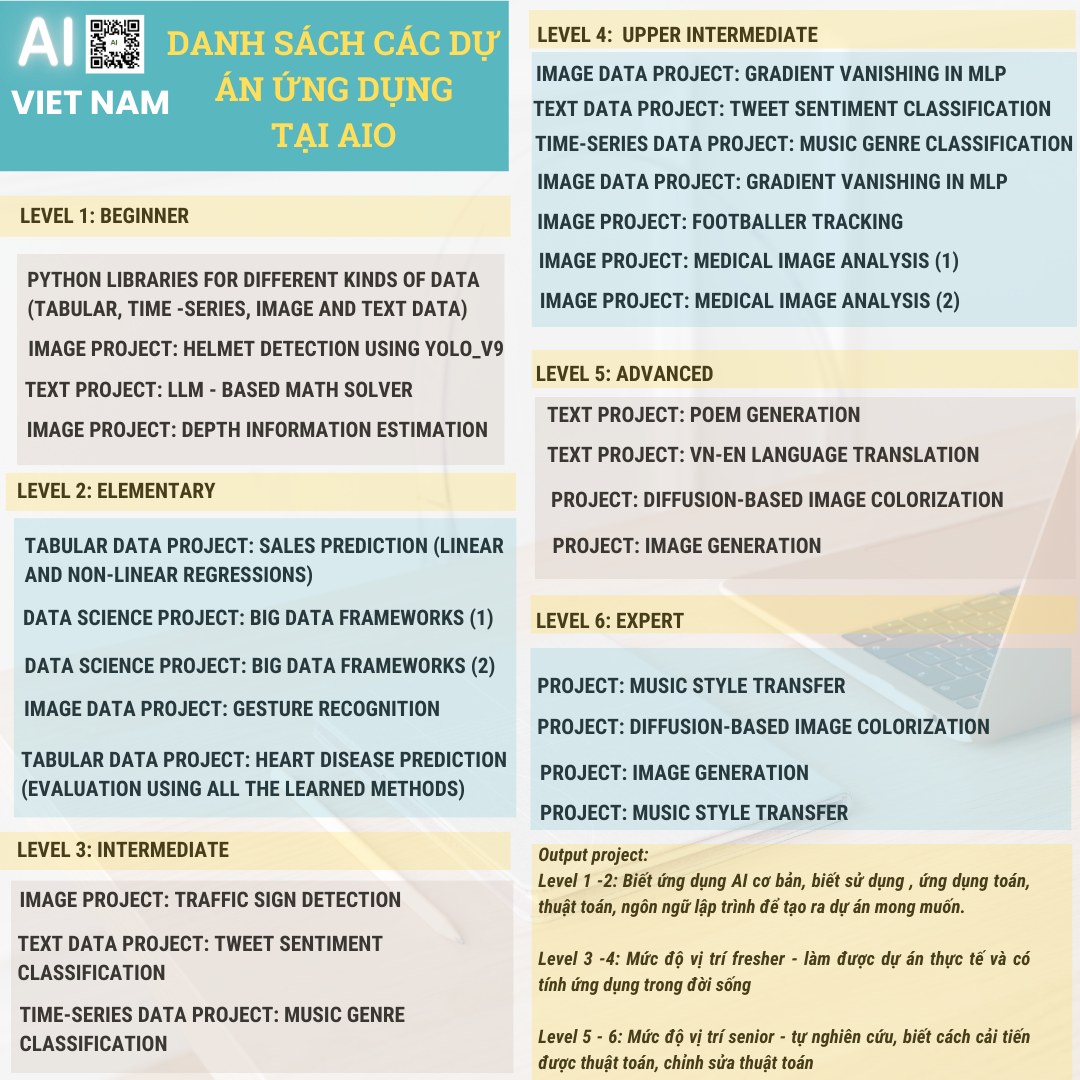 AI
AI
VIET NAM
DANH SÁCH CÁC DỰ
ÁN ỨNG DỤNG
TẠI AIO
LEVEL 1: BEGINNER
PYTHON LIBRARIES FOR DIFFERENT KINDS OF DATA
(TABULAR, TIME -SERIES, IMAGE AND TEXT DATA)
IMAGE PROJECT: HELMET DETECTION USING YOLO_V9
TEXT PROJECT: LLM - BASED MATH SOLVER
IMAGE PROJECT: DEPTH INFORMATION ESTIMATION
LEVEL 2: ELEMENTARY
TABULAR DATA PROJECT: SALES PREDICTION (LINEAR
AND NON-LINEAR REGRESSIONS)
DATA SCIENCE PROJECT: BIG DATA FRAMEWORKS (1)
DATA SCIENCE PROJECT: BIG DATA FRAMEWORKS (2)
IMAGE DATA PROJECT: GESTURE RECOGNITION
TABULAR DATA PROJECT: HEART DISEASE PREDICTION
(EVALUATION USING ALL THE LEARNED METHODS)
LEVEL 3: INTERMEDIATE
IMAGE PROJECT: TRAFFIC SIGN DETECTION
TEXT DATA PROJECT: TWEET SENTIMENT
CLASSIFICATION
TIME-SERIES DATA PROJECT: MUSIC GENRE
CLASSIFICATION
LEVEL 4: UPPER INTERMEDIATE
IMAGE DATA PROJECT: GRADIENT VANISHING IN MLP
TEXT DATA PROJECT: TWEET SENTIMENT CLASSIFICATION
TIME-SERIES DATA PROJECT: MUSIC GENRE CLASSIFICATION
IMAGE DATA PROJECT: GRADIENT VANISHING IN MLP
IMAGE PROJECT: FOOTBALLER TRACKING
IMAGE PROJECT: MEDICAL IMAGE ANALYSIS (1)
IMAGE PROJECT: MEDICAL IMAGE ANALYSIS (2)
LEVEL 5: ADVANCED
TEXT PROJECT: POEM GENERATION
TEXT PROJECT: VN-EN LANGUAGE TRANSLATION
PROJECT: DIFFUSION-BASED IMAGE COLORIZATION
PROJECT: IMAGE GENERATION
LEVEL 6: EXPERT
PROJECT: MUSIC STYLE TRANSFER
PROJECT: DIFFUSION-BASED IMAGE COLORIZATION
PROJECT: IMAGE GENERATION
PROJECT: MUSIC STYLE TRANSFER
Output project:
Level 1 -2: Biết ứng dụng AI cơ bản, biết sử dụng , ứng dụng toán,
thuật toán, ngôn ngữ lập trình để tạo ra dự án mong muốn.
Level 3 -4: Mức độ vị trí fresher - làm được dự án thực tế và có
tính ứng dụng trong đời sống
Level 5 - 6: Mức độ vị trí senior - tự nghiên cứu, biết cách cải tiến
được thuật toán, chỉnh sửa thuật toán